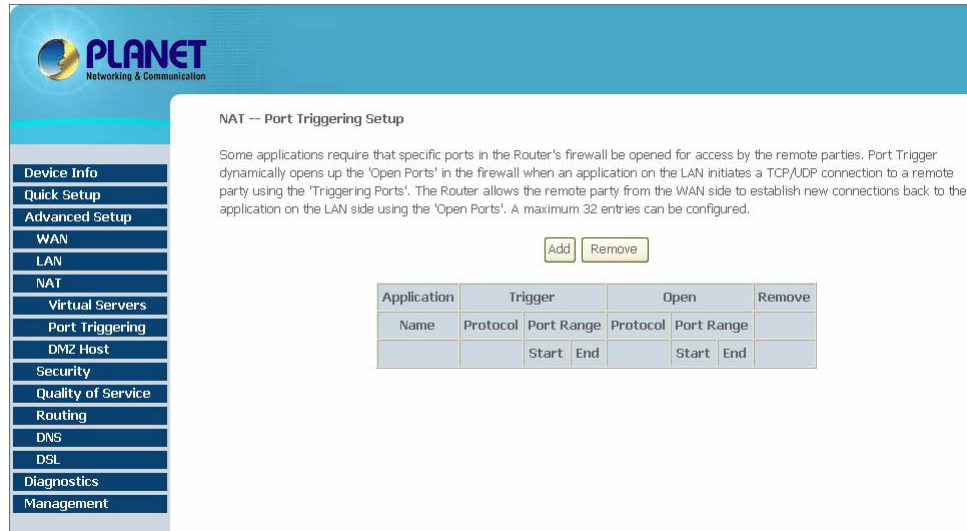 PLANET
Networking & Communication
Device Info
Quick Setup
Advanced Setup
WAN
LAN
NAT
Virtual Servers
Port Triggering
DMZ Host
Security
Quality of Service
Routing
DNS
DSL
Diagnostics
Management
NAT -- Port Triggering Setup
Some applications require that specific ports in the Router's firewall be opened for access by the remote parties. Port Trigger
dynamically opens up the 'Open Ports' in the firewall when an application on the LAN initiates a TCP/UDP connection to a remote
party using the 'Triggering Ports'. The Router allows the remote party from the WAN side to establish new connections back to the
application on the LAN side using the 'Open Ports'. A maximum 32 entries can be configured.
Add Remove
Application Trigger Open Remove
Name Protocol Port Range Protocol Port Range
Start End Start End